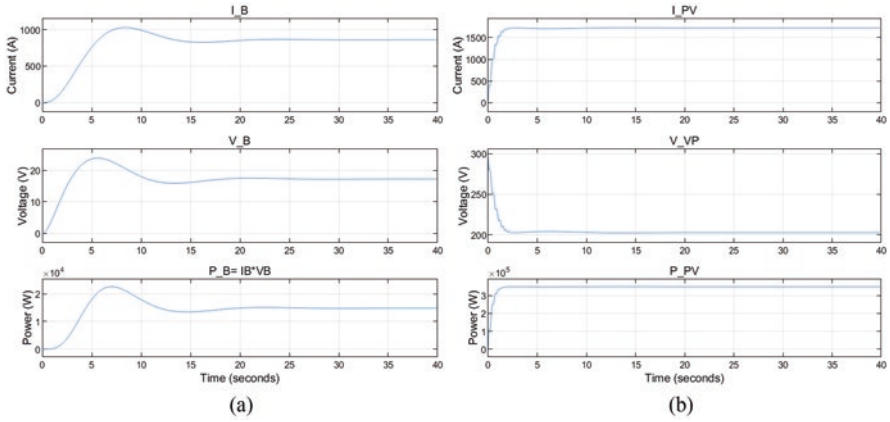 I_B
Current (A)
1000
500
0
0 5 10 15 20 25 30 35 40
V_B
Voltage (V)
20
10
0
0 5 10 15 20 25 30 35 40
×10⁴
P_B= IB*VB
Power (W)
2
1
0
0 5 10 15 20 25 30 35 40
Time (seconds)
(a)
I_PV
Current (A)
1500
1000
500
0
0 5 10 15 20 25 30 35 40
V_VP
Voltage (V)
300
250
200
0 5 10 15 20 25 30 35 40
×10⁵
P_PV
Power (W)
3
2
1
0
0 5 10 15 20 25 30 35 40
Time (seconds)
(b)